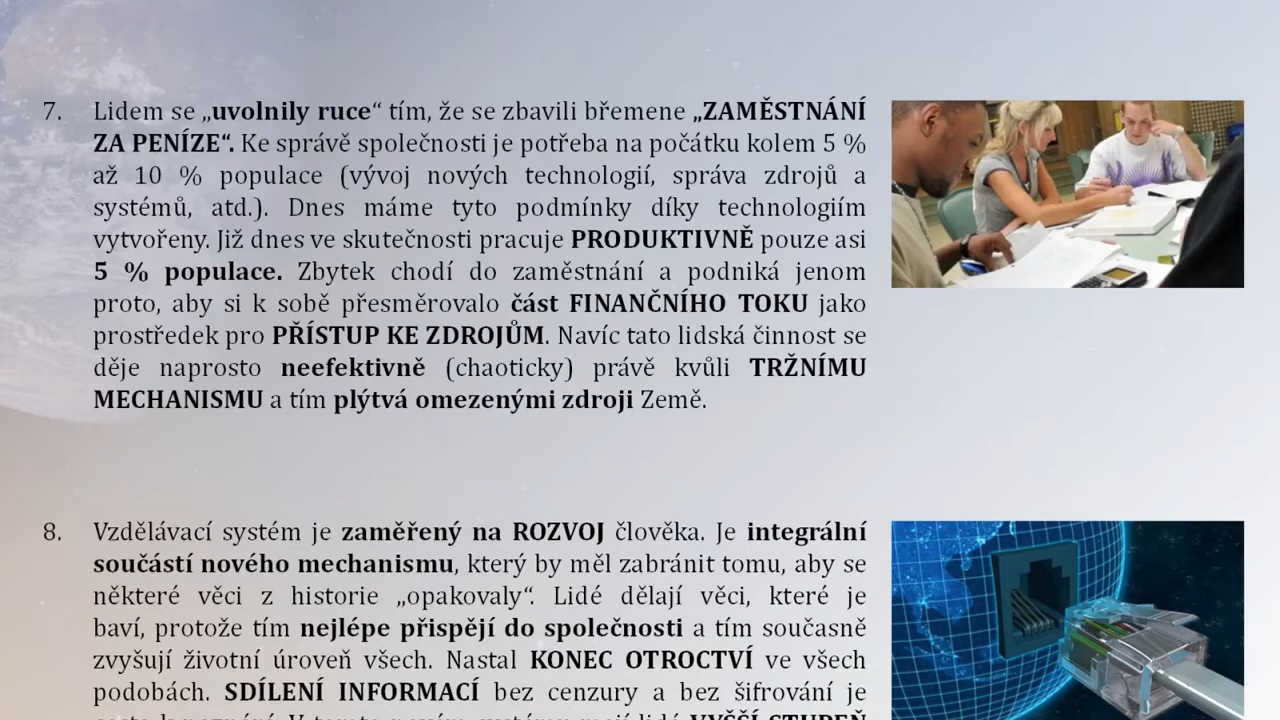 7. Lidem se „uvolnily ruce“ tím, že se zbavili břemene „ZAMĚSTNÁNÍ
ZA PENÍZE“. Ke správě společnosti je potřeba na počátku kolem 5 %
až 10 % populace (vývoj nových technologií, správa zdrojů a
systémů, atd.). Dnes máme tyto podmínky díky technologiím
vytvořeny. Již dnes ve skutečnosti pracuje PRODUKTIVNĚ pouze asi
5 % populace. Zbytek chodí do zaměstnání a podniká jenom
proto, aby si k sobě přesměrovalo část FINANČNÍHO TOKU jako
prostředek pro PŘÍSTUP KE ZDROJŮM. Navíc tato lidská činnost se
děje naprosto neefektivně (chaoticky) právě kvůli TRŽNÍMU
MECHANISMU a tím plýtvá omezenými zdroji Země.
8. Vzdělávací systém je zaměřený na ROZVOJ člověka. Je integrální
součástí nového mechanismu, který by měl zabránit tomu, aby se
některé věci z historie „opakovaly“. Lidé dělají věci, které je
baví, protože tím nejlépe přispějí do společnosti a tím současně
zvyšují životní úroveň všech. Nastal KONEC OTROCTVÍ ve všech
podobách. SDÍLENÍ INFORMACÍ bez cenzury a bez šifrování je